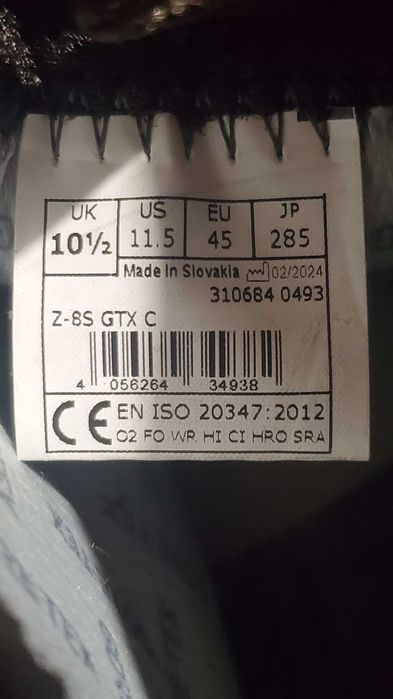 UK US EU JP
10½ 11.5 45 285
Made in Slovakia 02/2024
310684 0493
Z-8S GTX C
4 056264 34938
CE EN ISO 20347:2012
O2 FO WR HI CI HRO SRA